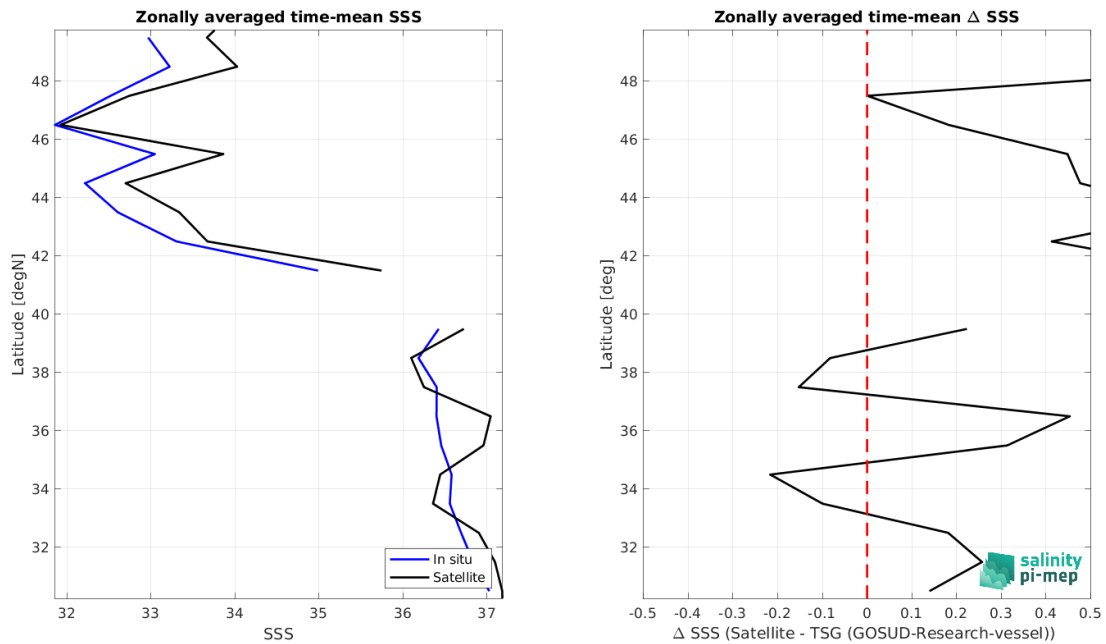 Zonally averaged time-mean SSS
Latitude [degN]
48
46
44
42
40
38
36
34
32
32 33 34 35 36 37
SSS
In situ
Satellite
Zonally averaged time-mean Δ SSS
Latitude [deg]
48
46
44
42
40
38
36
34
32
-0.5 -0.4 -0.3 -0.2 -0.1 0 0.1 0.2 0.3 0.4 0.5
Δ SSS (Satellite - TSG (GOSUD-Research-vessel))
salinity
pi-mep